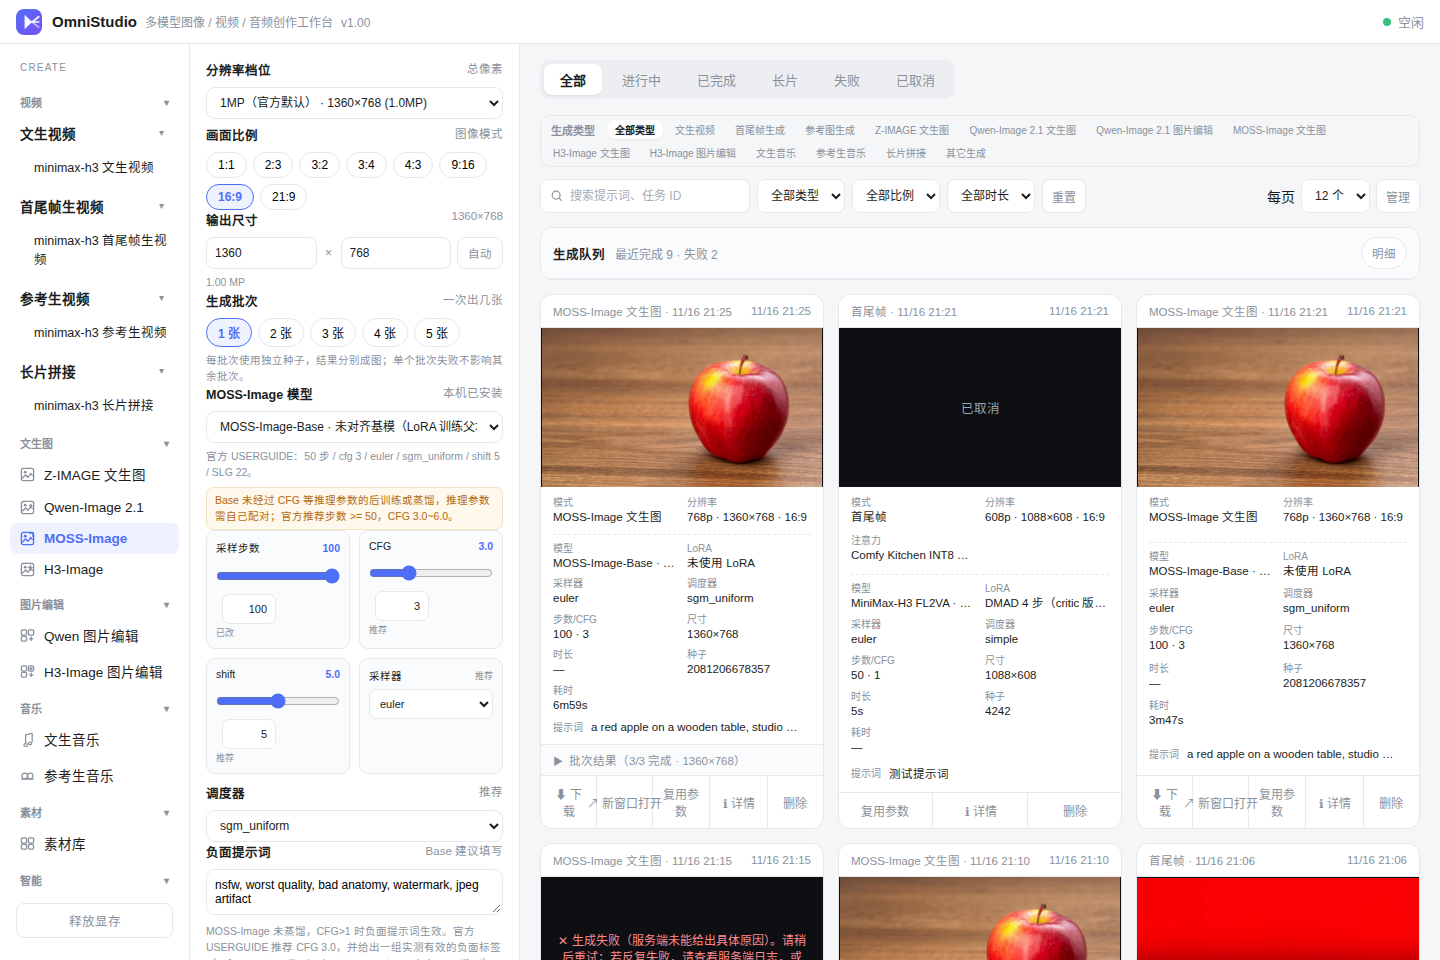 OmniStudio 多模型图像 / 视频 / 音频创作工作台 v1.00
空闲
CREATE
视频
文生视频
minimax-h3 文生视频
首尾帧生视频
minimax-h3 首尾帧生视
频
参考生视频
minimax-h3 参考生视频
长片拼接
minimax-h3 长片拼接
文生图
Z-IMAGE 文生图
Qwen-Image 2.1
MOSS-Image
H3-Image
图片编辑
Qwen 图片编辑
H3-Image 图片编辑
音乐
文生音乐
参考生音乐
素材
素材库
智能
释放显存
分辨率档位 总像素
1MP（官方默认） · 1360×768 (1.0MP)
画面比例 图像模式
1:1 2:3 3:2 3:4 4:3 9:16
16:9 21:9
输出尺寸 1360×768
1360 × 768 自动
1.00 MP
生成批次 一次出几张
1 张 2 张 3 张 4 张 5 张
每批次使用独立种子，结果分别成图；单个批次失败不影响其
余批次。
MOSS-Image 模型 本机已安装
MOSS-Image-Base · 未对齐基模（LoRA 训练父
官方 USERGUIDE：50 步 / cfg 3 / euler / sgm_uniform / shift 5
/ SLG 22。
Base 未经过 CFG 等推理参数的后训练或蒸馏，推理参数
需自己配对；官方推荐步数 >= 50，CFG 3.0~6.0。
采样步数 100
100
已改
CFG 3.0
3
推荐
shift 5.0
5
推荐
采样器 推荐
euler
调度器 推荐
sgm_uniform
负面提示词 Base 建议填写
nsfw, worst quality, bad anatomy, watermark, jpeg
artifact
MOSS-Image 未蒸馏，CFG>1 时负面提示词生效。官方
USERGUIDE 推荐 CFG 3.0，并给出一组实测有效的负面标签
全部 进行中 已完成 长片 失败 已取消
生成类型 全部类型 文生视频 首尾帧生成 参考图生成 Z-IMAGE 文生图 Qwen-Image 2.1 文生图 Qwen-Image 2.1 图片编辑 MOSS-Image 文生图
H3-Image 文生图 H3-Image 图片编辑 文生音乐 参考生音乐 长片拼接 其它生成
搜索提示词、任务 ID 全部类型 全部比例 全部时长 重置 每页 12 个 管理
生成队列 最近完成 9 · 失败 2 明细
MOSS-Image 文生图 · 11/16 21:25 11/16 21:25
模式 分辨率
MOSS-Image 文生图 768p · 1360×768 · 16:9
模型 LoRA
MOSS-Image-Base · … 未使用 LoRA
采样器 调度器
euler sgm_uniform
步数/CFG 尺寸
100 · 3 1360×768
时长 种子
— 2081206678357
耗时
6m59s
提示词 a red apple on a wooden table, studio …
▶ 批次结果（3/3 完成 · 1360×768）
⬇ 下载 ↗ 新窗口打开 复用参数 ℹ 详情 删除
首尾帧 · 11/16 21:21 11/16 21:21
已取消
模式 分辨率
首尾帧 608p · 1088×608 · 16:9
注意力
Comfy Kitchen INT8 …
模型 LoRA
MiniMax-H3 FL2VA · … DMAD 4 步（critic 版…
采样器 调度器
euler simple
步数/CFG 尺寸
50 · 1 1088×608
时长 种子
5s 4242
耗时
—
提示词 测试提示词
复用参数 ℹ 详情 删除
MOSS-Image 文生图 · 11/16 21:21 11/16 21:21
模式 分辨率
MOSS-Image 文生图 768p · 1360×768 · 16:9
模型 LoRA
MOSS-Image-Base · … 未使用 LoRA
采样器 调度器
euler sgm_uniform
步数/CFG 尺寸
100 · 3 1360×768
时长 种子
— 2081206678357
耗时
3m47s
提示词 a red apple on a wooden table, studio …
⬇ 下载 ↗ 新窗口打开 复用参数 ℹ 详情 删除
MOSS-Image 文生图 · 11/16 21:15 11/16 21:15
✕ 生成失败（服务端未能给出具体原因）。请稍
后重试；若反复失败，请查看服务端日志，或
MOSS-Image 文生图 · 11/16 21:10 11/16 21:10
首尾帧 · 11/16 21:06 11/16 21:06